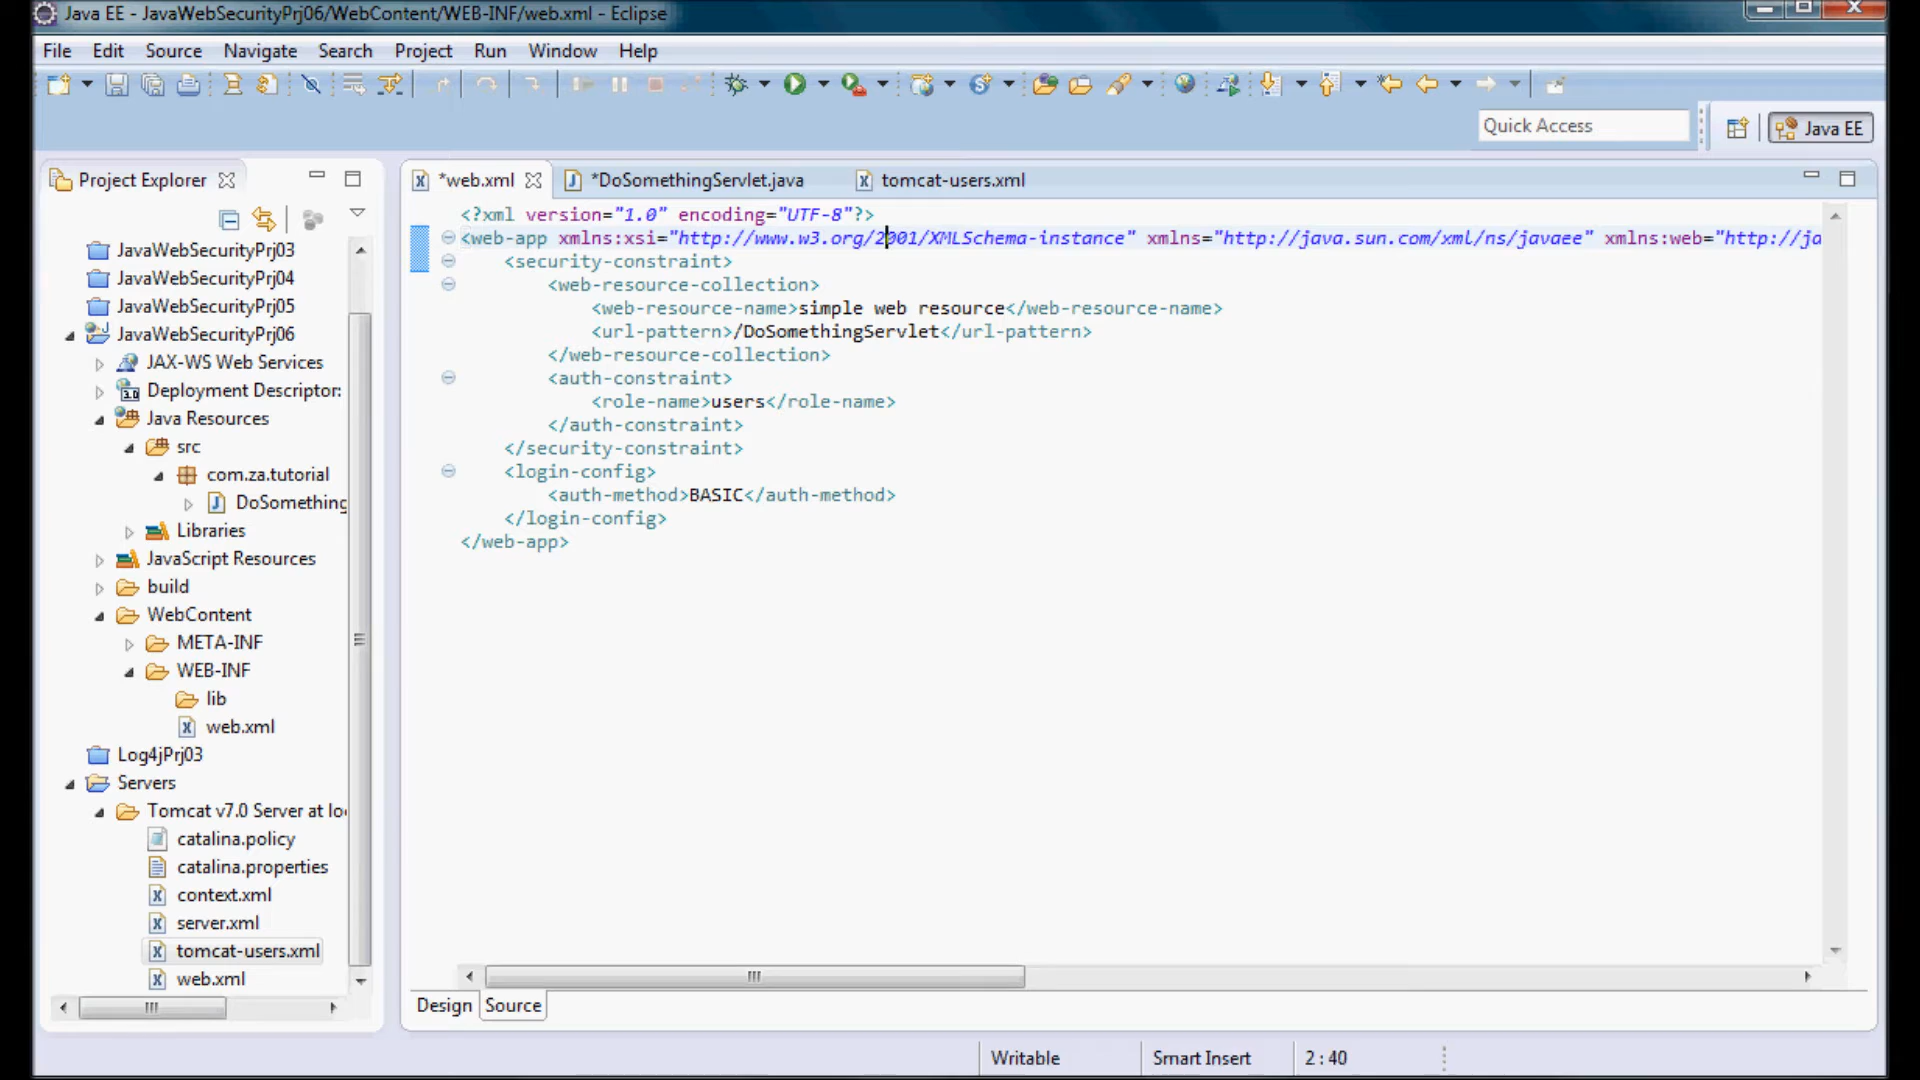 Java EE - JavaWebSecurityPrj06/WebContent/WEB-INF/web.xml - Eclipse
File Edit Source Navigate Search Project Run Window Help
Quick Access
Java EE
Project Explorer
JavaWebSecurityPrj03
JavaWebSecurityPrj04
JavaWebSecurityPrj05
JavaWebSecurityPrj06
JAX-WS Web Services
Deployment Descriptor:
3.0
Java Resources
src
com.za.tutorial
DoSomething
Libraries
JavaScript Resources
build
WebContent
META-INF
WEB-INF
lib
web.xml
Log4jPrj03
Servers
Tomcat v7.0 Server at lo
catalina.policy
catalina.properties
context.xml
server.xml
tomcat-users.xml
web.xml
*web.xml
*DoSomethingServlet.java
tomcat-users.xml
<?xml version="1.0" encoding="UTF-8"?>
<web-app xmlns:xsi="http://www.w3.org/2001/XMLSchema-instance" xmlns="http://java.sun.com/xml/ns/javaee" xmlns:web="http://ja
<security-constraint>
<web-resource-collection>
<web-resource-name>simple web resource</web-resource-name>
<url-pattern>/DoSomethingServlet</url-pattern>
</web-resource-collection>
<auth-constraint>
<role-name>users</role-name>
</auth-constraint>
</security-constraint>
<login-config>
<auth-method>BASIC</auth-method>
</login-config>
</web-app>
Design Source
Writable Smart Insert 2 : 40